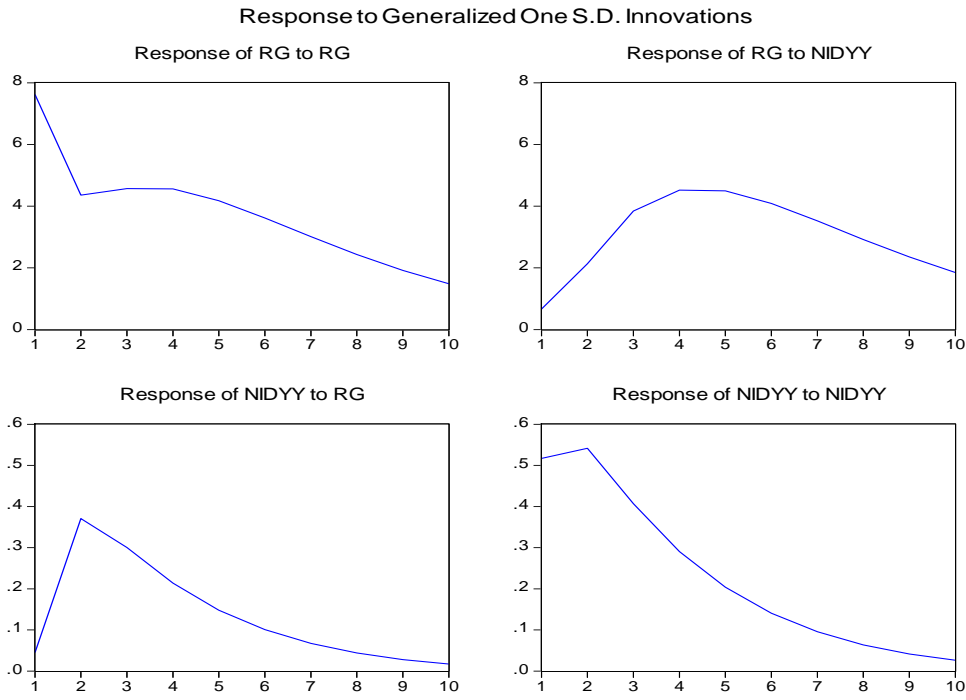 Response to Generalized One S.D. Innovations
Response of RG to RG
8
6
4
2
0
1 2 3 4 5 6 7 8 9 10
Response of RG to NIDYY
8
6
4
2
0
1 2 3 4 5 6 7 8 9 10
Response of NIDYY to RG
.6
.5
.4
.3
.2
.1
.0
1 2 3 4 5 6 7 8 9 10
Response of NIDYY to NIDYY
.6
.5
.4
.3
.2
.1
.0
1 2 3 4 5 6 7 8 9 10